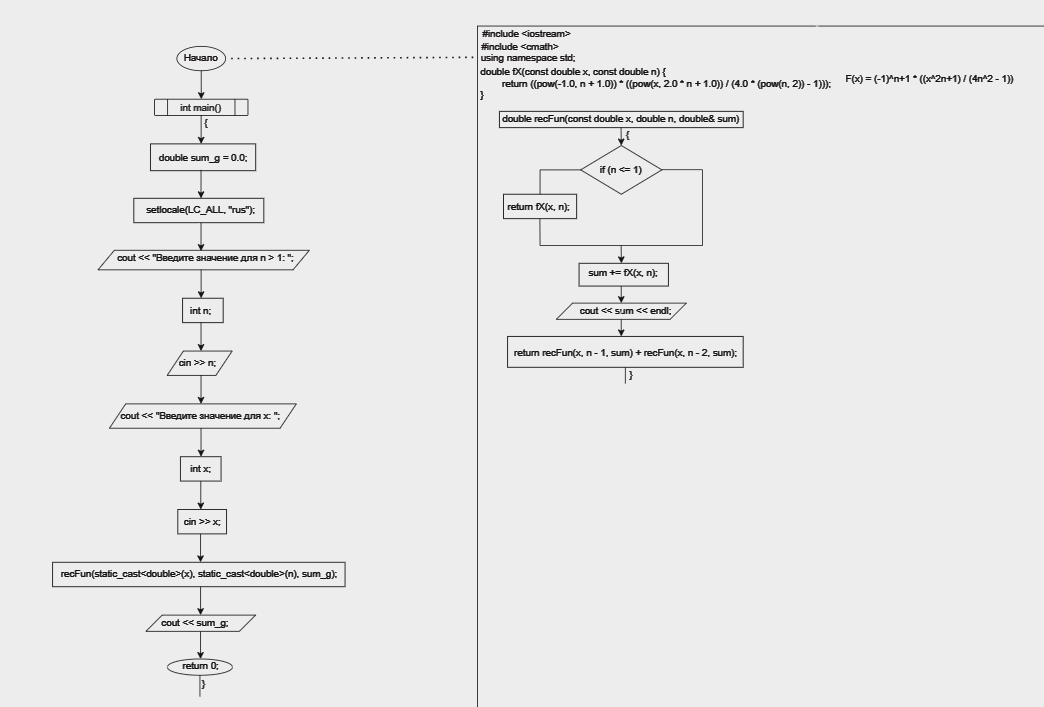 Начало
int main()
{
double sum_g = 0.0;
setlocale(LC_ALL, "rus");
cout << "Введите значение для n > 1: ";
int n;
cin >> n;
cout << "Введите значение для x: ";
int x;
cin >> x;
recFun(static_cast<double>(x), static_cast<double>(n), sum_g);
cout << sum_g;
return 0;
}
#include <iostream>
#include <cmath>
using namespace std;
double fX(const double x, const double n) {
return ((pow(-1.0, n + 1.0)) * ((pow(x, 2.0 * n + 1.0)) / (4.0 * (pow(n, 2)) - 1)));
}
F(x) = (-1)^n+1 * ((x^2n+1) / (4n^2 - 1))
double recFun(const double x, double n, double& sum)
{
if (n <= 1)
return fX(x, n);
sum += fX(x, n);
cout << sum << endl;
return recFun(x, n - 1, sum) + recFun(x, n - 2, sum);
}